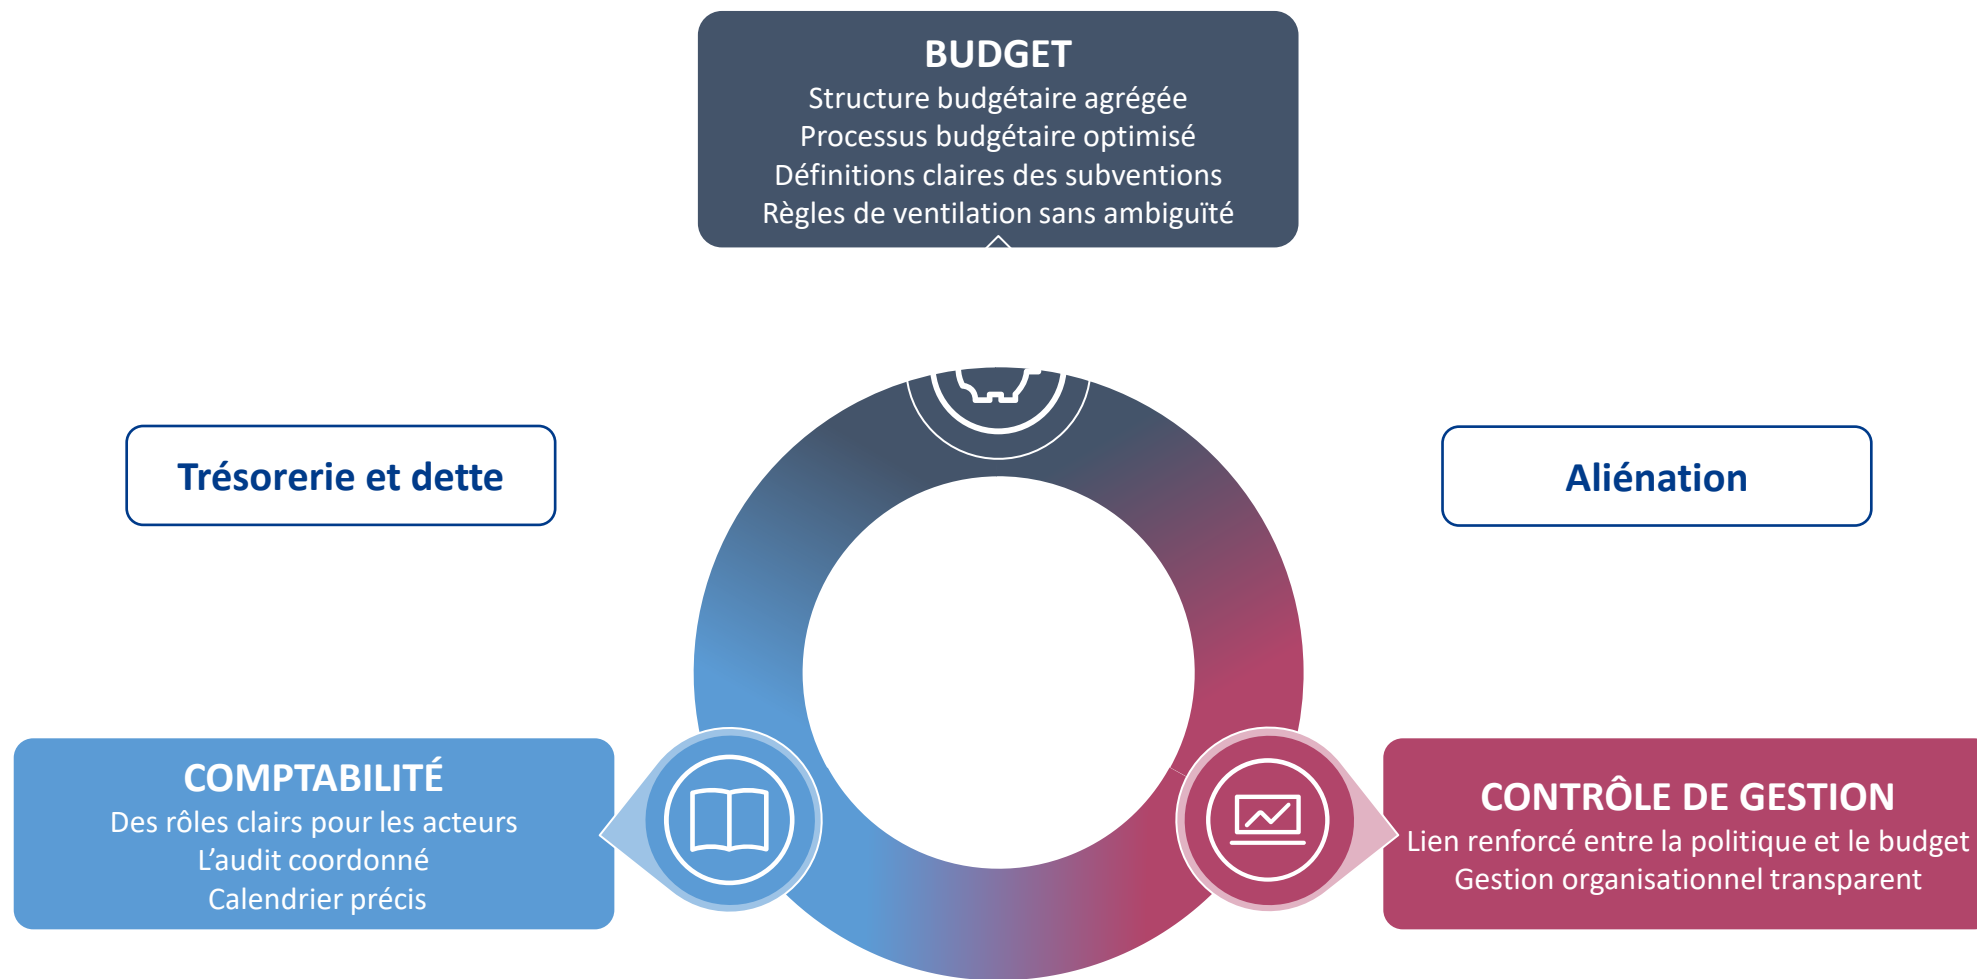 BUDGET
Structure budgétaire agrégée
Processus budgétaire optimisé
Définitions claires des subventions
Règles de ventilation sans ambiguïté
Trésorerie et dette
Aliénation
COMPTABILITÉ
Des rôles clairs pour les acteurs
L’audit coordonné
Calendrier précis
CONTRÔLE DE GESTION
Lien renforcé entre la politique et le budget
Gestion organisationnel transparent